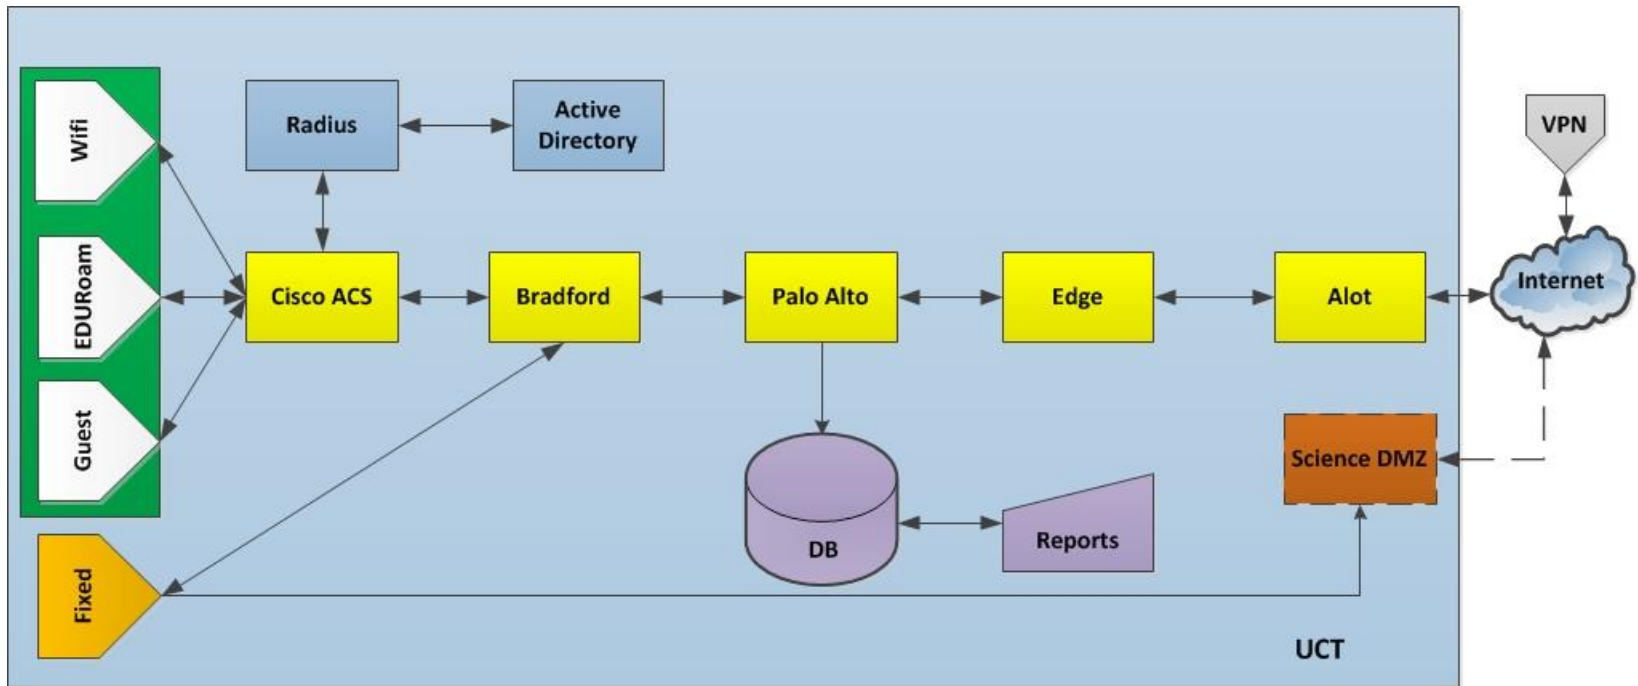 Wifi
Radius
Active
Directory
VPN
EDURoam
Cisco ACS
Bradford
Palo Alto
Edge
Alot
Internet
Guest
Science DMZ
DB
Reports
Fixed
UCT